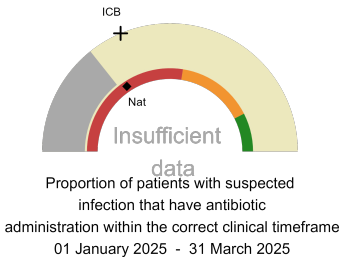 ICB
Nat
Insufficient
data
Proportion of patients with suspected
infection that have antibiotic
administration within the correct clinical timeframe
01 January 2025 - 31 March 2025